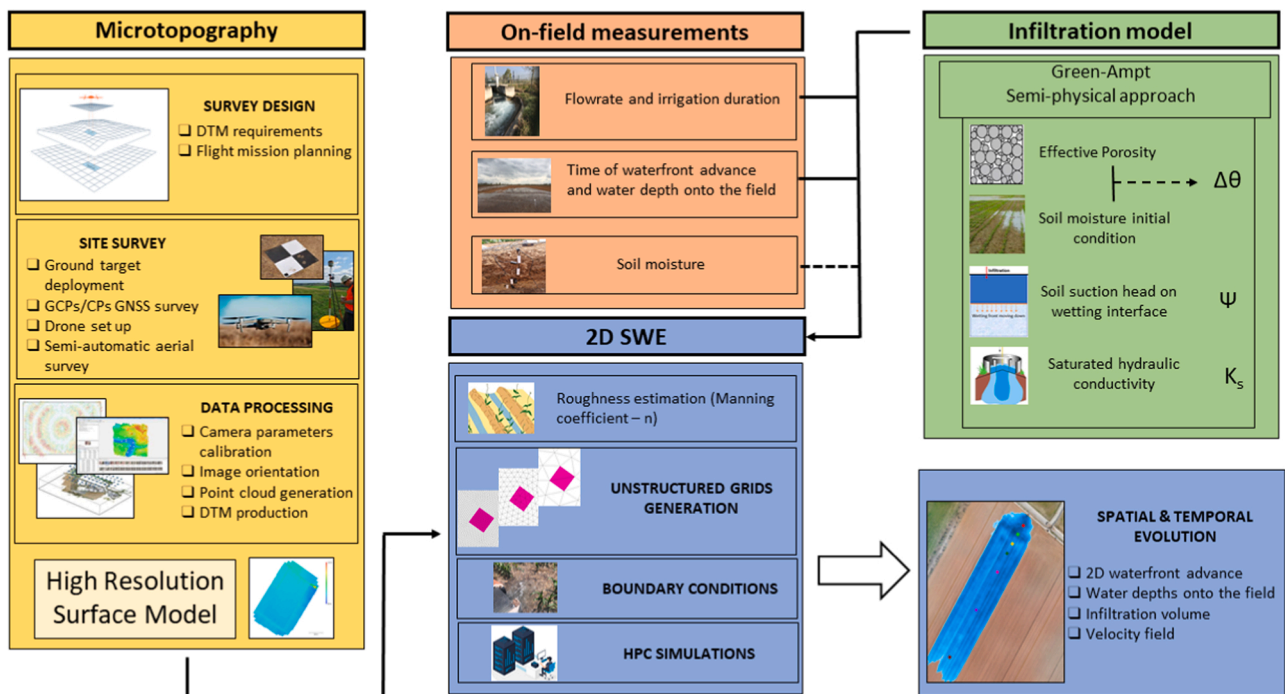 Microtopography
SURVEY DESIGN
❑ DTM requirements
❑ Flight mission planning
SITE SURVEY
❑ Ground target
deployment
❑ GCPs/CPs GNSS survey
❑ Drone set up
❑ Semi-automatic aerial
survey
DATA PROCESSING
❑ Camera parameters
calibration
❑ Image orientation
❑ Point cloud generation
❑ DTM production
High Resolution
Surface Model
On-field measurements
Flowrate and irrigation duration
Time of waterfront advance
and water depth onto the field
Soil moisture
2D SWE
Roughness estimation (Manning
coefficient – n)
UNSTRUCTURED GRIDS
GENERATION
BOUNDARY CONDITIONS
HPC SIMULATIONS
Infiltration model
Green-Ampt
Semi-physical approach
Effective Porosity
Δθ
Soil moisture initial
condition
Infiltration
Wetting front moving down
Soil suction head on
wetting interface
Ψ
Saturated hydraulic
conductivity
Ks
SPATIAL & TEMPORAL
EVOLUTION
❑ 2D waterfront advance
❑ Water depths onto the field
❑ Infiltration volume
❑ Velocity field